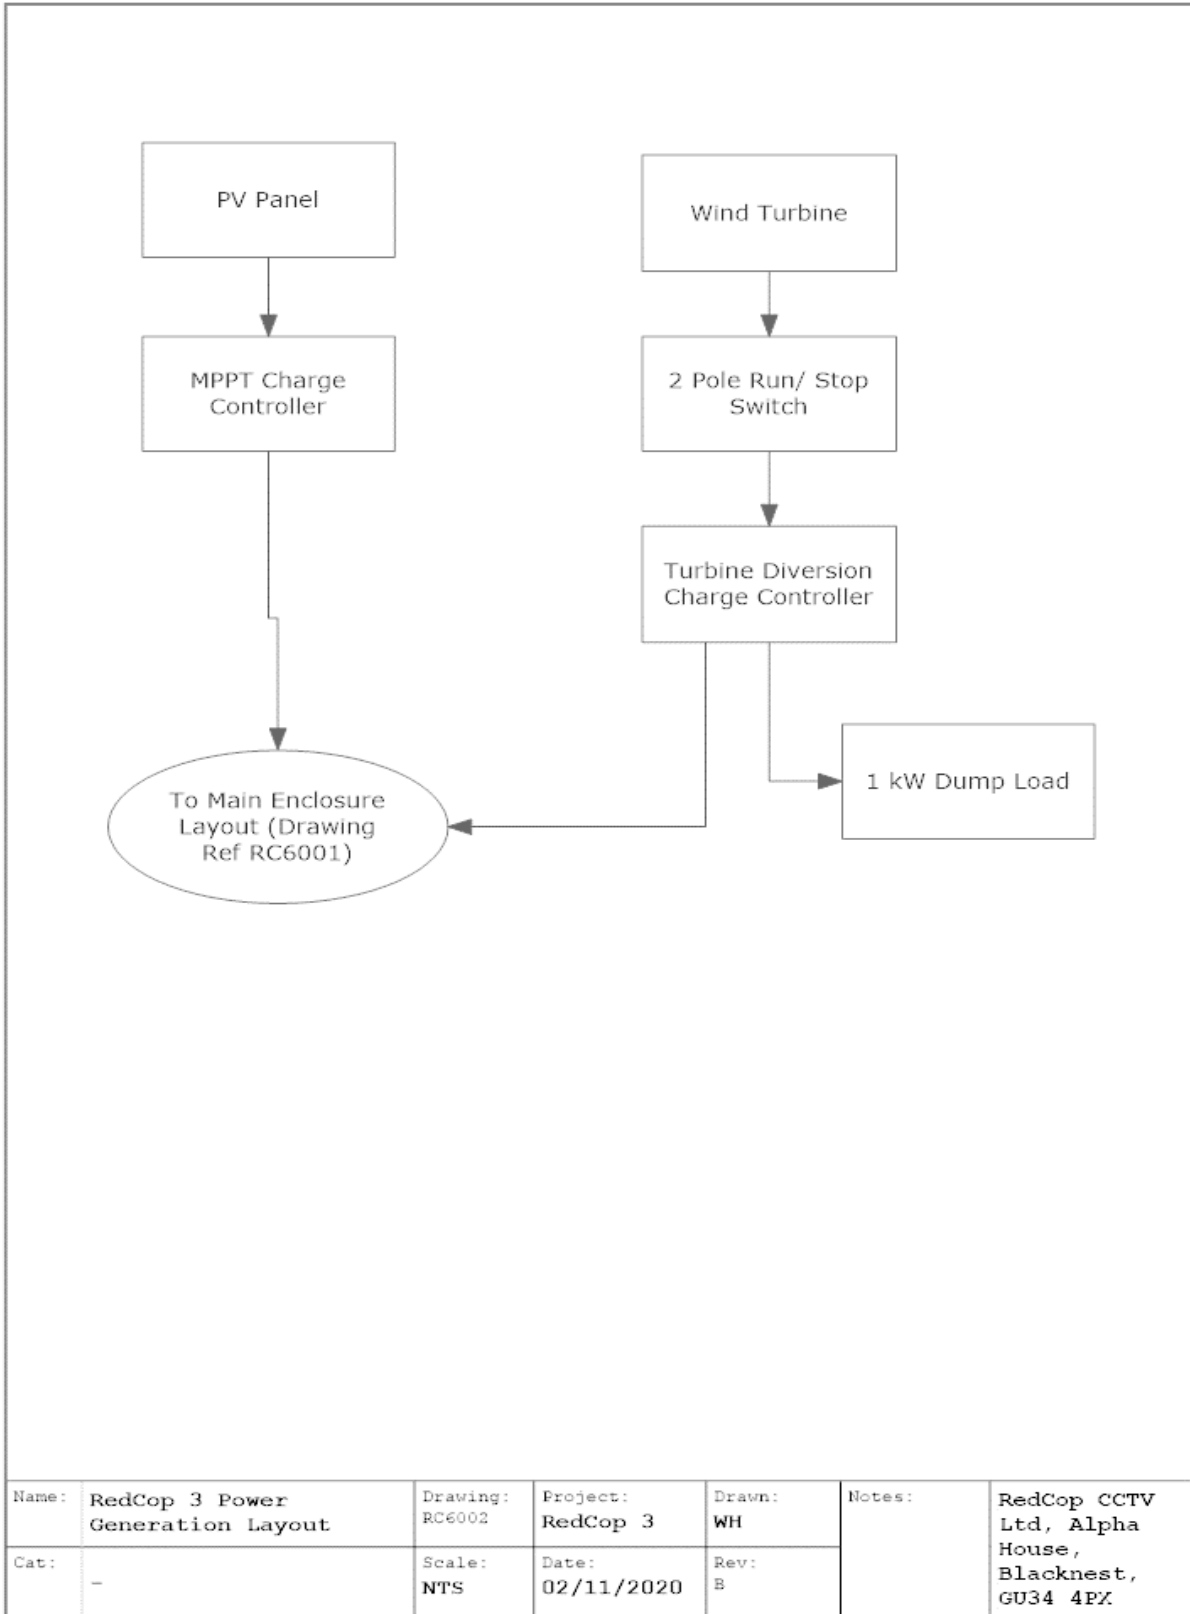 PV Panel
Wind Turbine
MPPT Charge
Controller
2 Pole Run/ Stop
Switch
Turbine Diversion
Charge Controller
1 kW Dump Load
To Main Enclosure
Layout (Drawing
Ref RC6001)
Name:
RedCop 3 Power
Generation Layout
Drawing:
RC6002
Project:
RedCop 3
Drawn:
WH
Notes:
RedCop CCTV
Ltd, Alpha
House,
Blacknest,
GU34 4PX
Cat:
-
Scale:
NTS
Date:
02/11/2020
Rev:
B